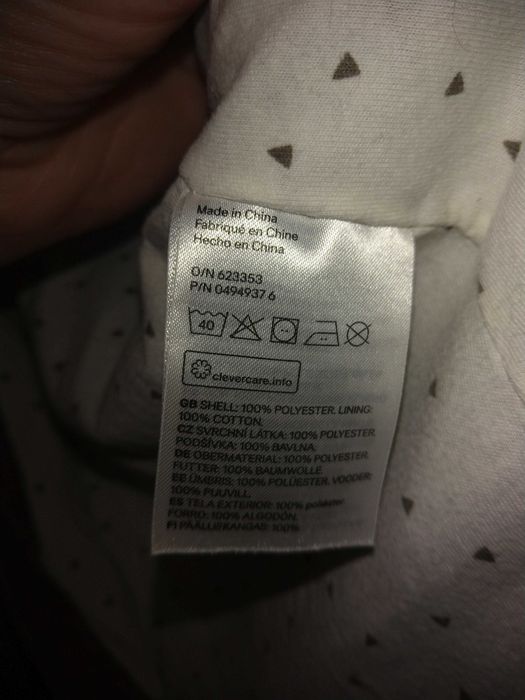 Made in China
Fabriqué en Chine
Hecho en China
O/N 623353
P/N 0494937 6
40
clevercare.info
GB SHELL: 100% POLYESTER. LINING:
100% COTTON.
CZ SVRCHNÍ LÁTKA: 100% POLYESTER.
PODŠÍVKA: 100% BAVLNA.
DE OBERMATERIAL: 100% POLYESTER.
FUTTER: 100% BAUMWOLLE.
EE ÜMBRIS: 100% POLÜESTER. VOODER:
100% PUUVILL.
ES TELA EXTERIOR: 100% poliéster.
FORRO: 100% ALGODÓN.
FI PÄÄLLIKANGAS: 100%